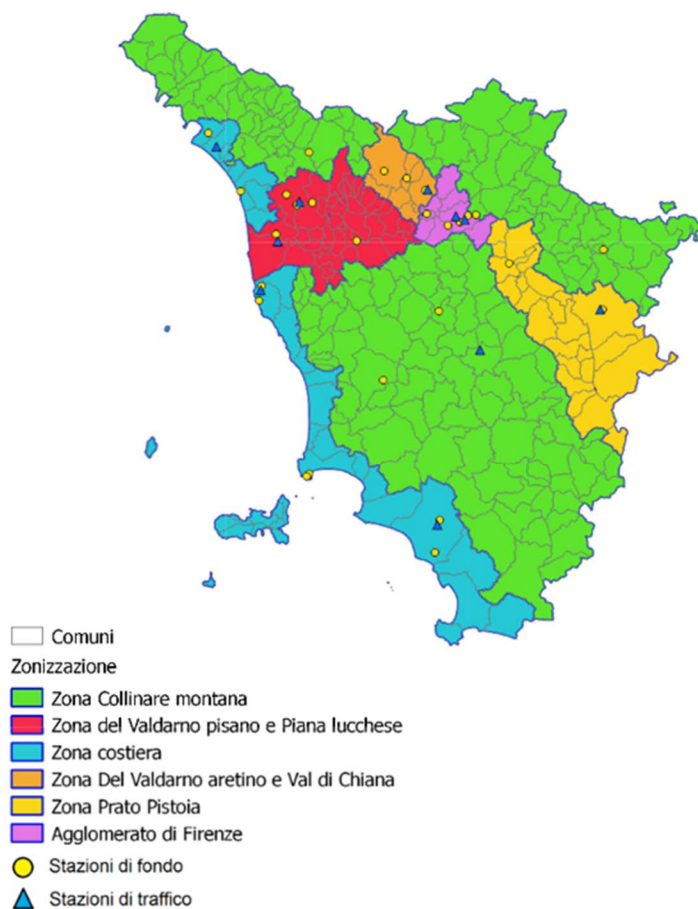 Comuni
Zonizzazione
Zona Collinare montana
Zona del Valdarno pisano e Piana lucchese
Zona costiera
Zona Del Valdarno aretino e Val di Chiana
Zona Prato Pistoia
Agglomerato di Firenze
Stazioni di fondo
Stazioni di traffico